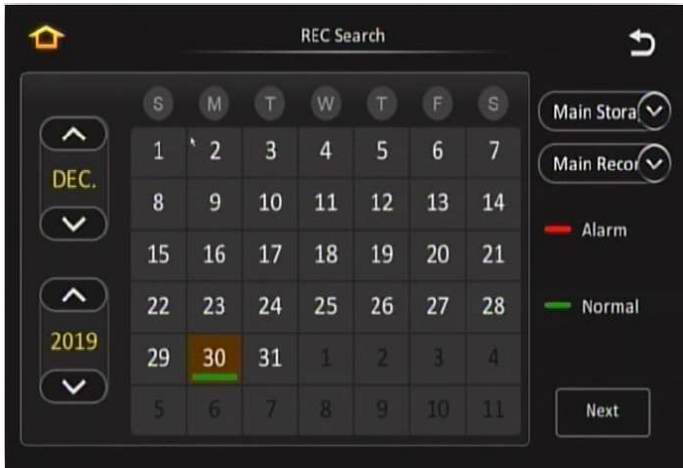 REC Search
S M T W T F S
1 2 3 4 5 6 7
8 9 10 11 12 13 14
15 16 17 18 19 20 21
22 23 24 25 26 27 28
29 30 31 1 2 3 4
5 6 7 8 9 10 11
DEC.
2019
Main Stora
Main Recor
Alarm
Normal
Next